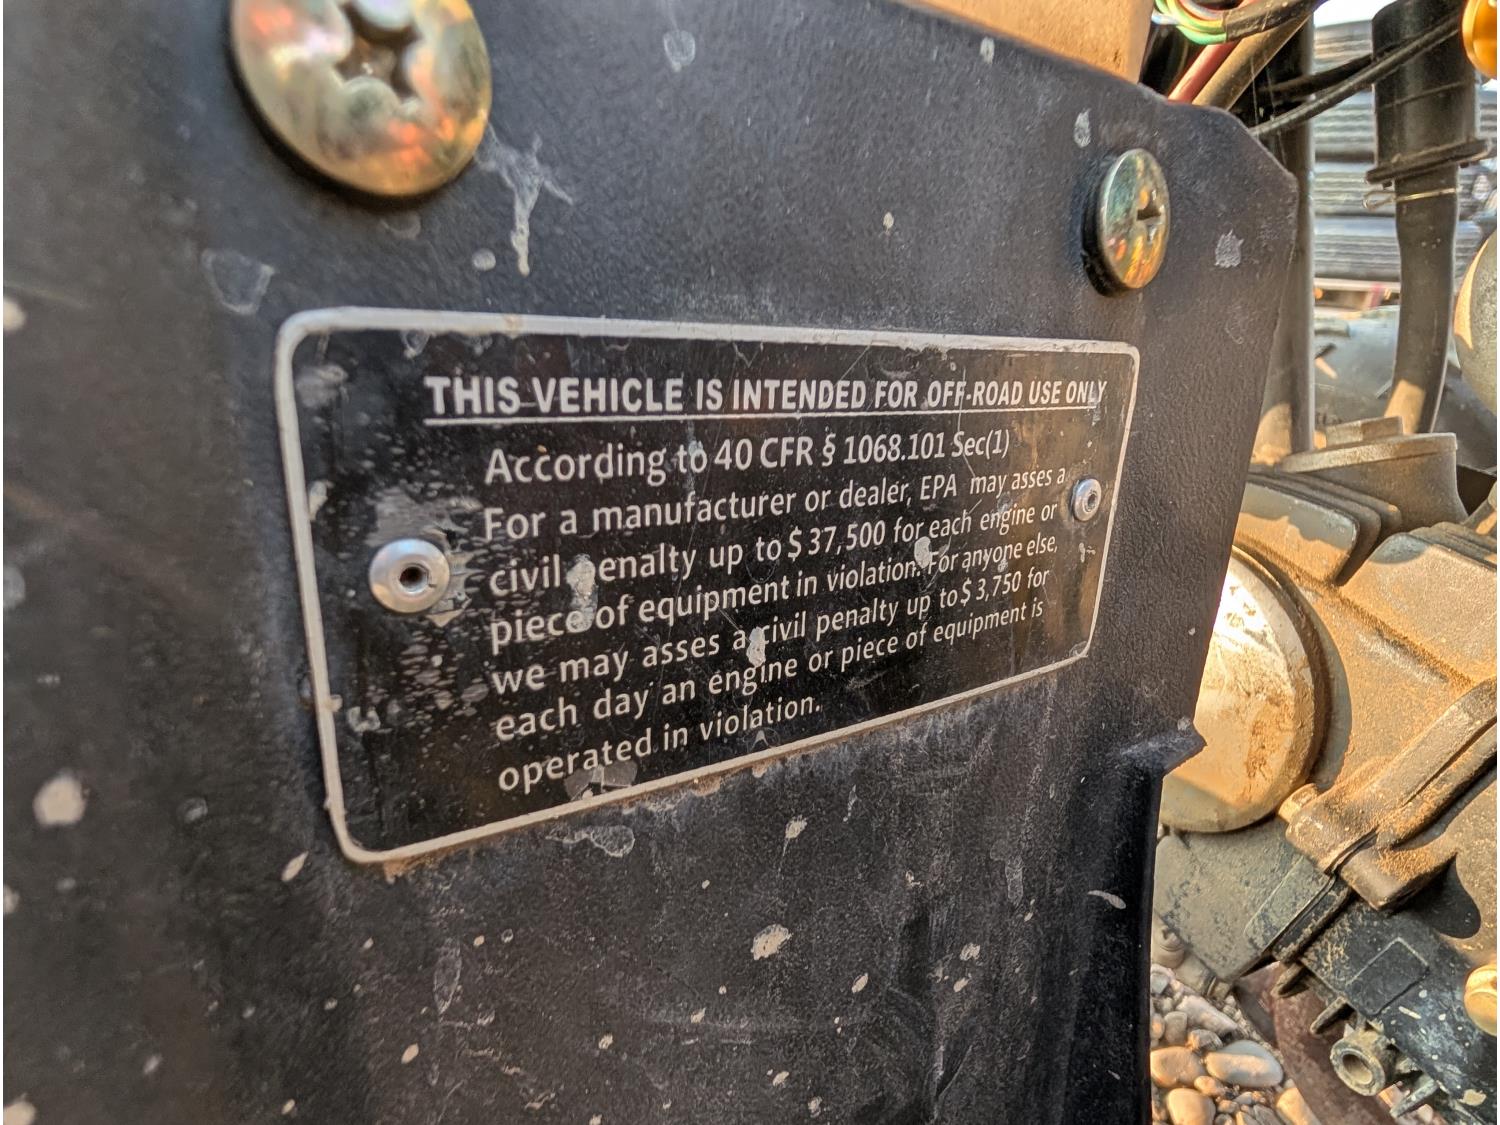 THIS VEHICLE IS INTENDED FOR OFF-ROAD USE ONLY
According to 40 CFR § 1068.101 Sec(1)
For a manufacturer or dealer, EPA may asses a
civil penalty up to $ 37,500 for each engine or
piece of equipment in violation. For anyone else,
we may asses a civil penalty up to $ 3,750 for
each day an engine or piece of equipment is
operated in violation.